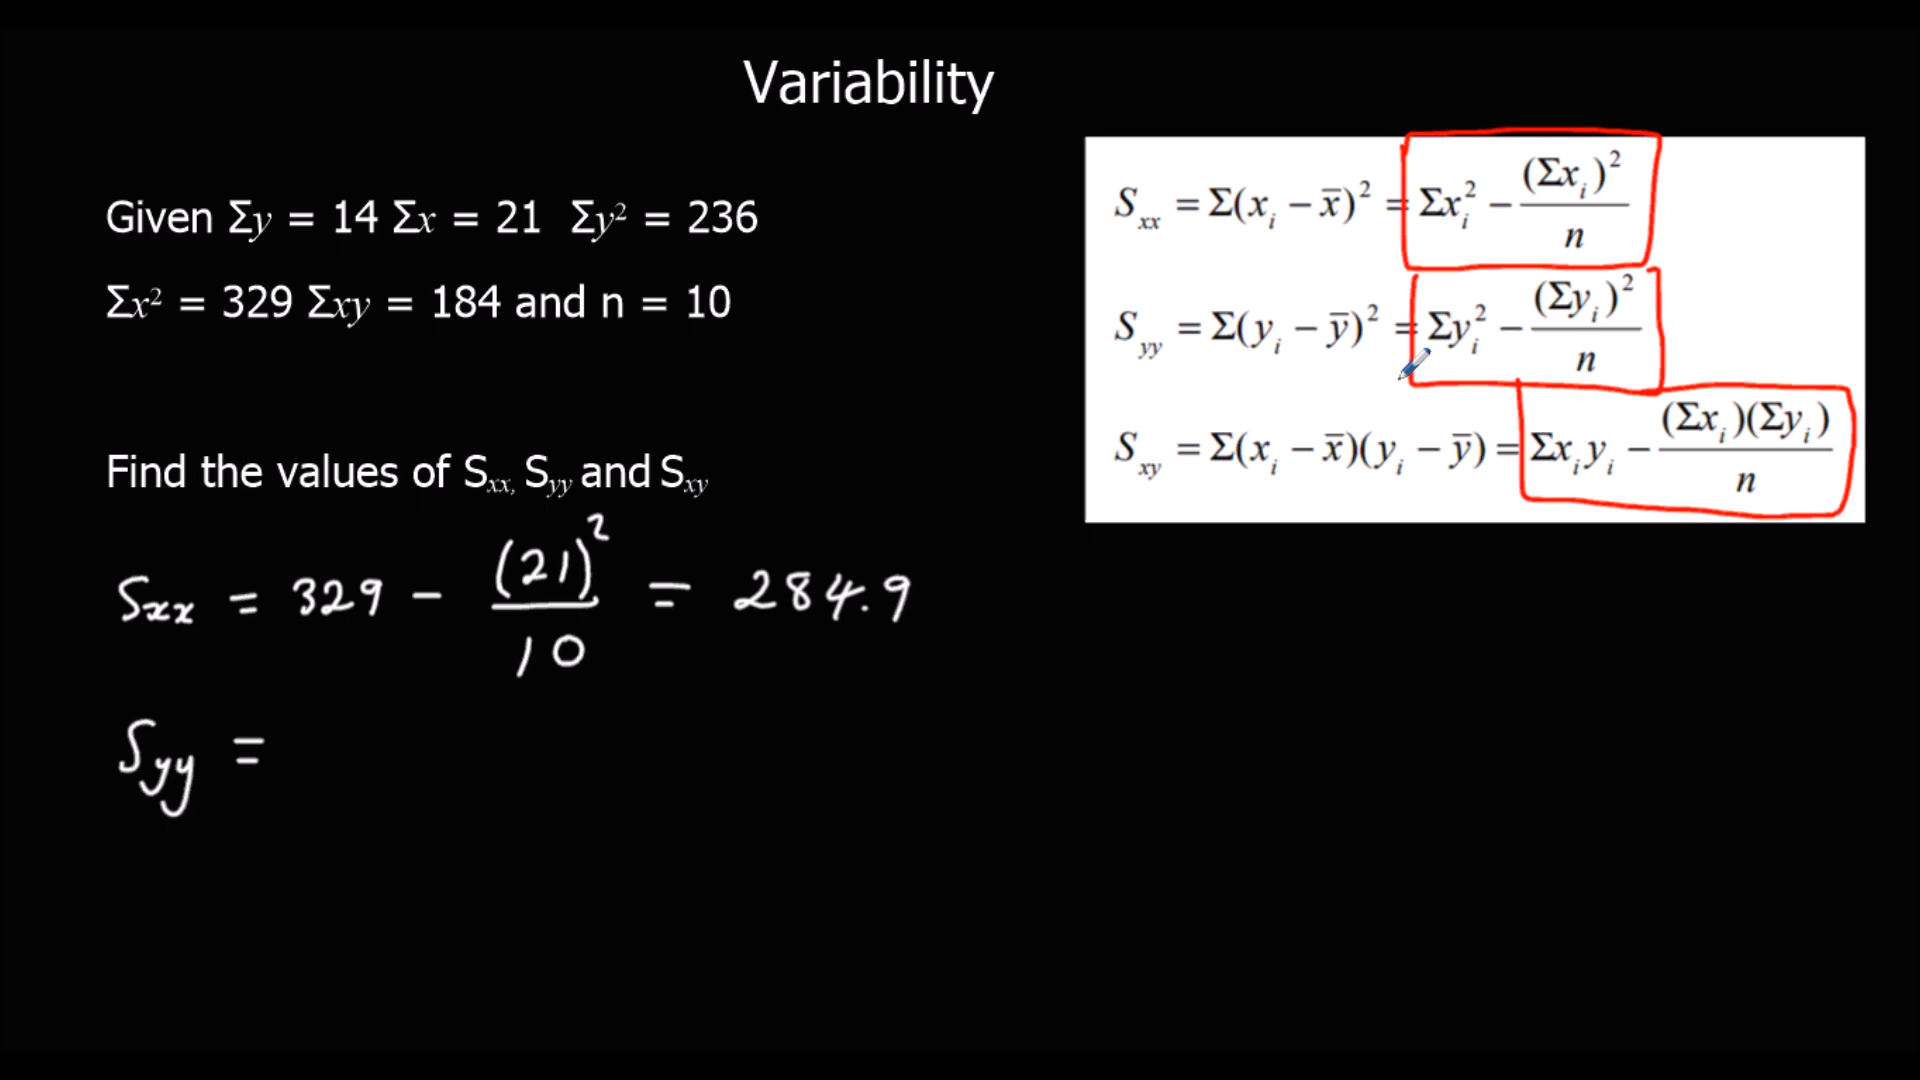 Variability
Given Σy = 14 Σx = 21 Σy² = 236
Σx² = 329 Σxy = 184 and n = 10
Find the values of Sxx, Syy and Sxy
Sxx = 329 - (21)² / 10 = 284.9
Syy =
Sxx = Σ(xi − x̄)² = Σxi² − (Σxi)² / n
Syy = Σ(yi − ȳ)² = Σyi² − (Σyi)² / n
Sxy = Σ(xi − x̄)(yi − ȳ) = Σxiyi − (Σxi)(Σyi) / n